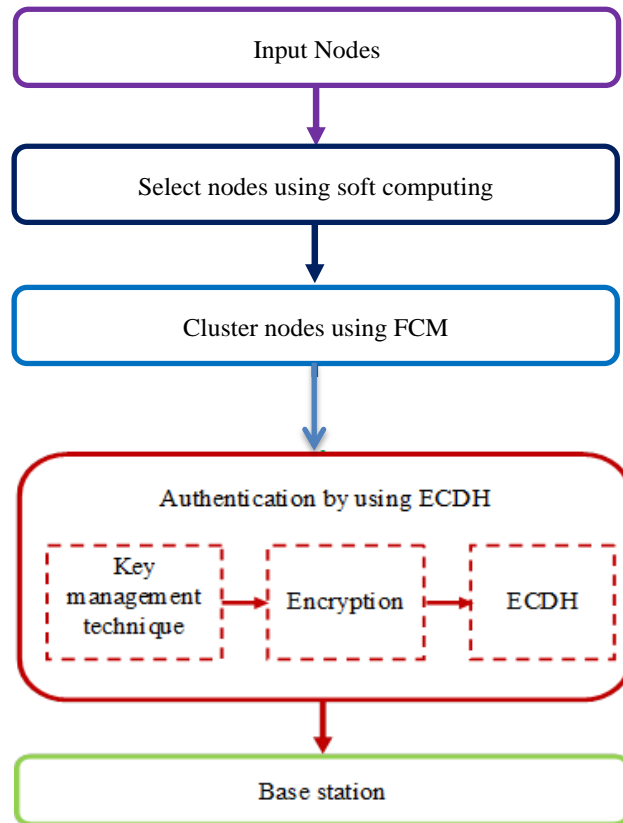 Input Nodes
Select nodes using soft computing
Cluster nodes using FCM
Authentication by using ECDH
Key
management
technique
Encryption
ECDH
Base station